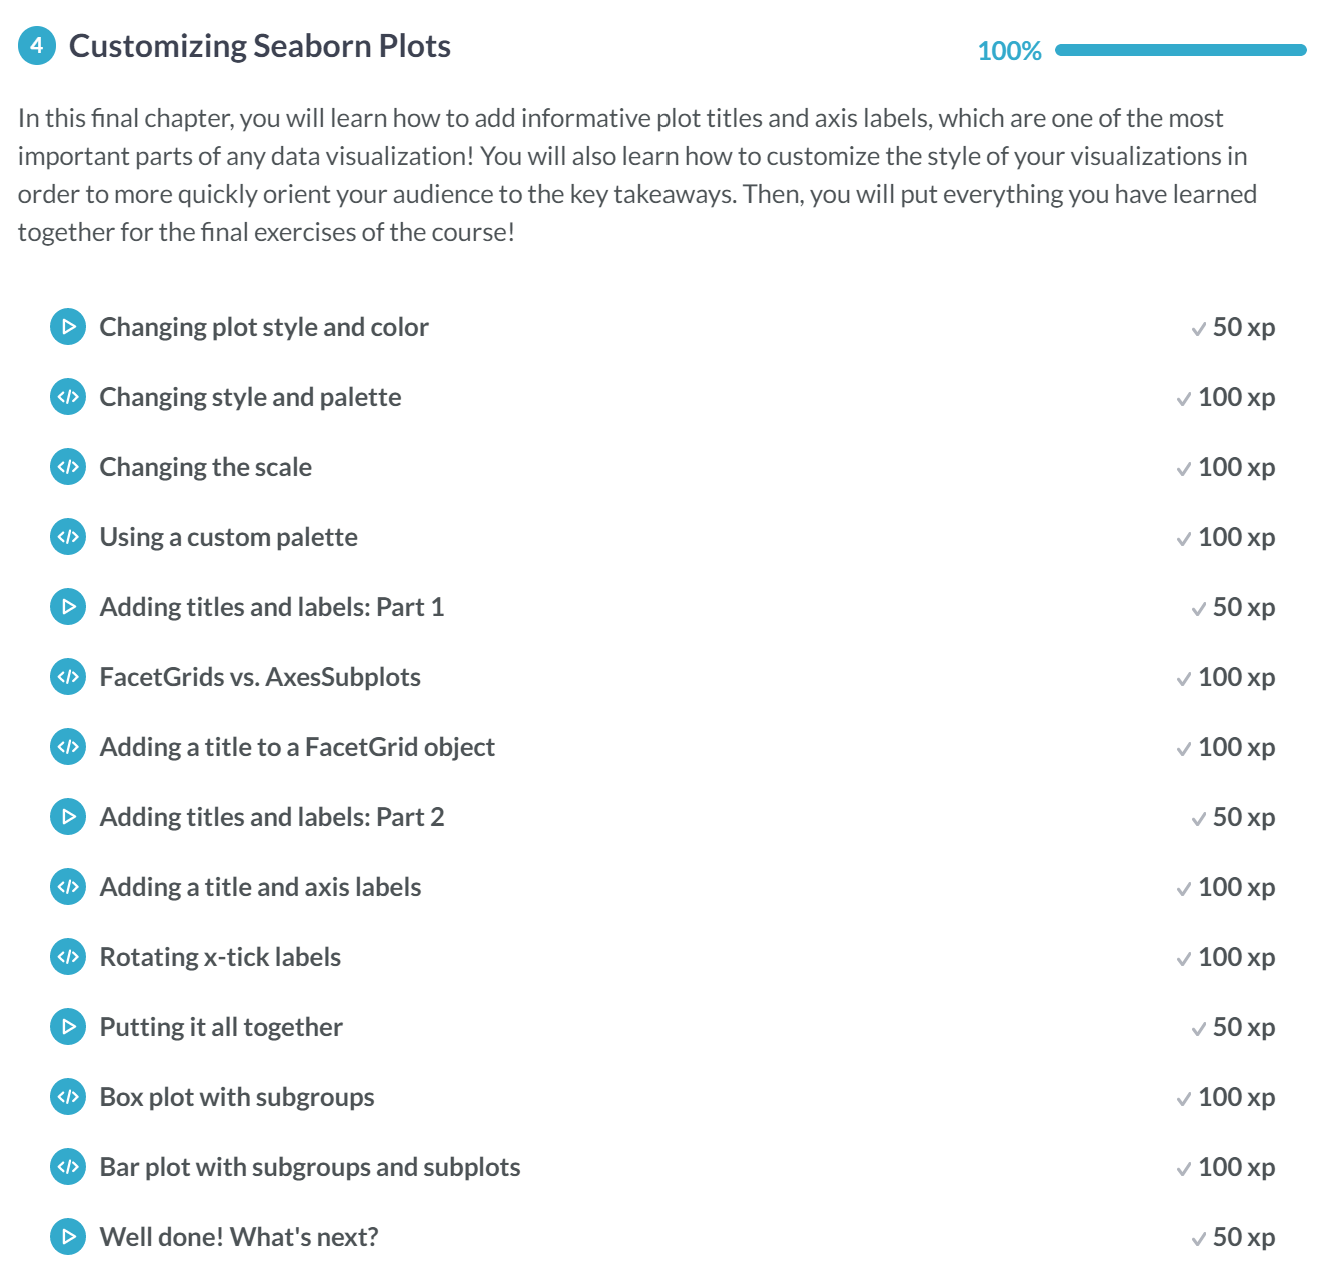 4 Customizing Seaborn Plots 100%
In this final chapter, you will learn how to add informative plot titles and axis labels, which are one of the most
important parts of any data visualization! You will also learn how to customize the style of your visualizations in
order to more quickly orient your audience to the key takeaways. Then, you will put everything you have learned
together for the final exercises of the course!
Changing plot style and color 50 xp
</> Changing style and palette 100 xp
</> Changing the scale 100 xp
</> Using a custom palette 100 xp
Adding titles and labels: Part 1 50 xp
</> FacetGrids vs. AxesSubplots 100 xp
</> Adding a title to a FacetGrid object 100 xp
Adding titles and labels: Part 2 50 xp
</> Adding a title and axis labels 100 xp
</> Rotating x-tick labels 100 xp
Putting it all together 50 xp
</> Box plot with subgroups 100 xp
</> Bar plot with subgroups and subplots 100 xp
Well done! What's next? 50 xp